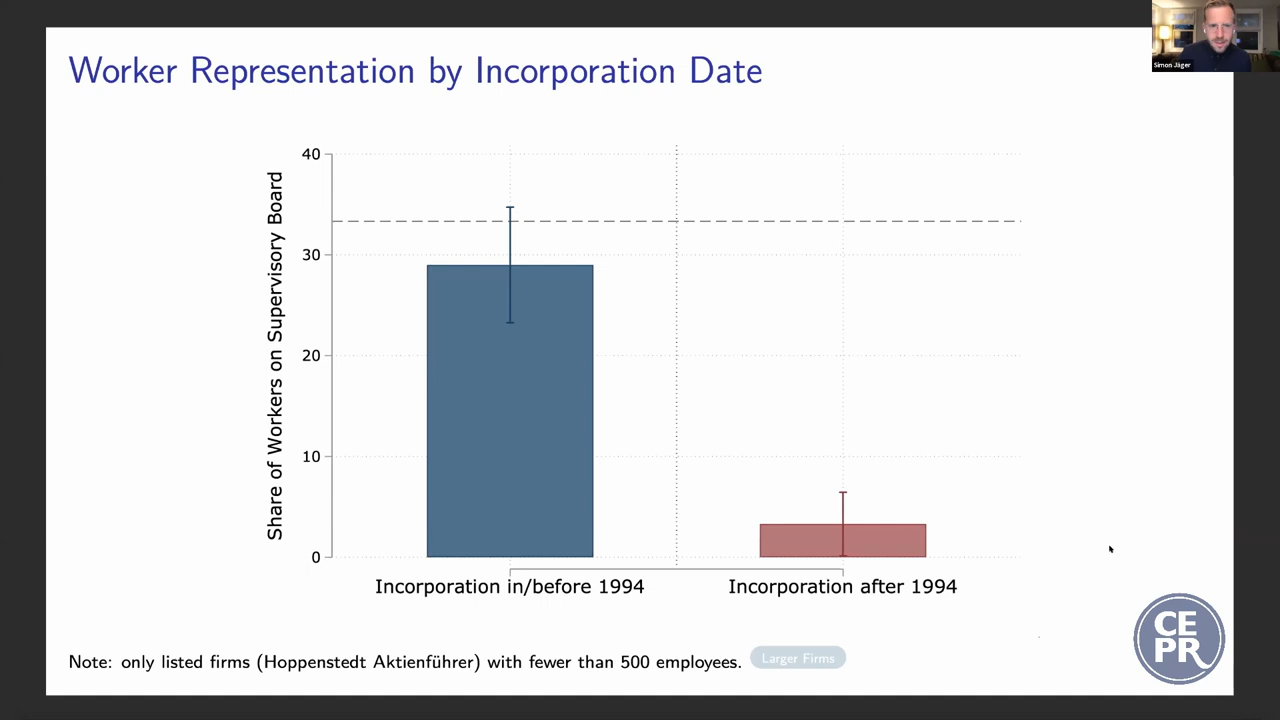 Simon Jäger
Worker Representation by Incorporation Date
Share of Workers on Supervisory Board
40
30
20
10
0
Incorporation in/before 1994
Incorporation after 1994
Note: only listed firms (Hoppenstedt Aktienführer) with fewer than 500 employees.
Larger Firms
CE
PR